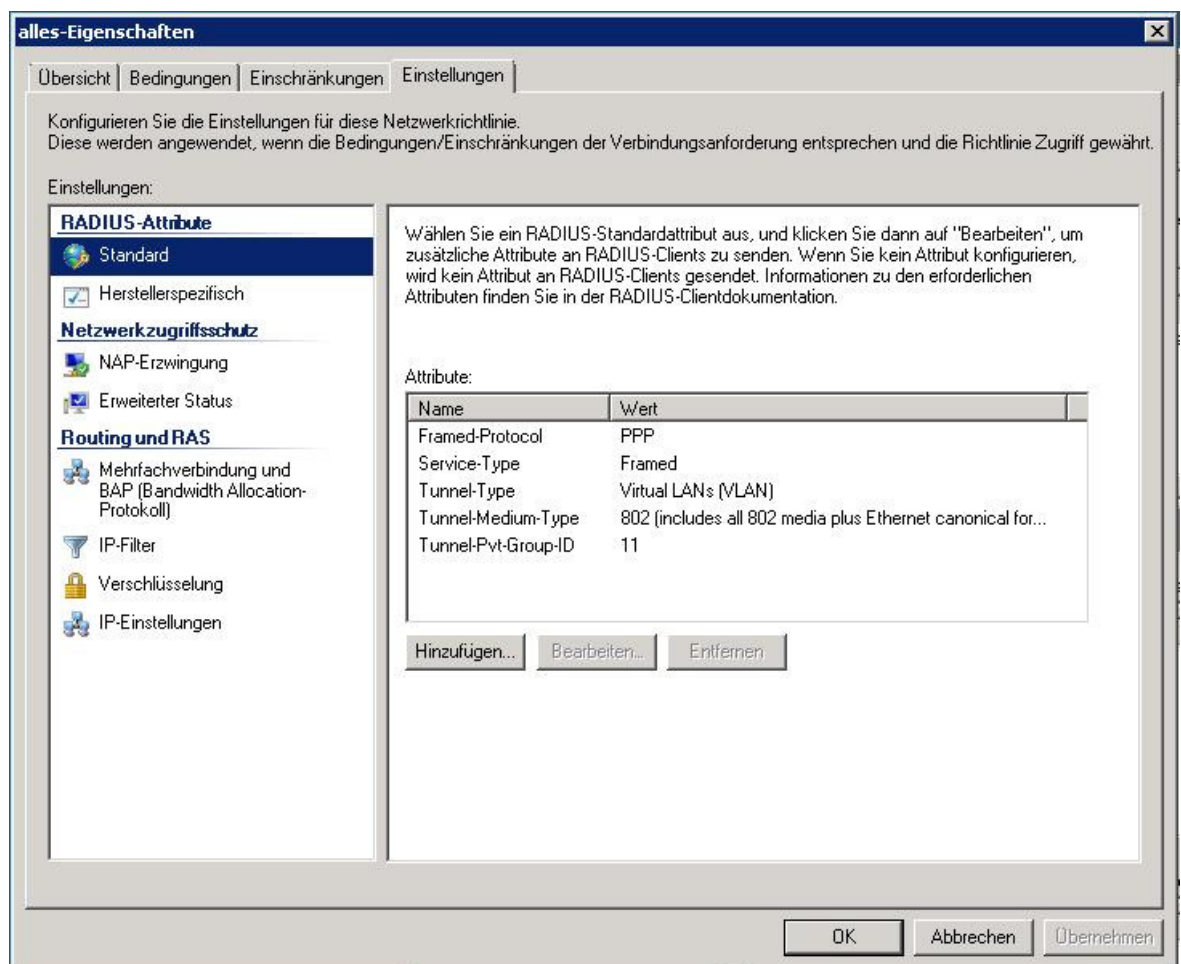 alles-Eigenschaften
Übersicht
Bedingungen
Einschränkungen
Einstellungen
Konfigurieren Sie die Einstellungen für diese Netzwerkrichtlinie.
Diese werden angewendet, wenn die Bedingungen/Einschränkungen der Verbindungsanforderung entsprechen und die Richtlinie Zugriff gewährt.
Einstellungen:
RADIUS-Attribute
Standard
Herstellerspezifisch
Netzwerkzugriffsschutz
NAP-Erzwingung
Erweiterter Status
Routing und RAS
Mehrfachverbindung und
BAP (Bandwidth Allocation-
Protokoll)
IP-Filter
Verschlüsselung
IP-Einstellungen
Wählen Sie ein RADIUS-Standardattribut aus, und klicken Sie dann auf "Bearbeiten", um
zusätzliche Attribute an RADIUS-Clients zu senden. Wenn Sie kein Attribut konfigurieren,
wird kein Attribut an RADIUS-Clients gesendet. Informationen zu den erforderlichen
Attributen finden Sie in der RADIUS-Clientdokumentation.
Attribute:
Name Wert
Framed-Protocol PPP
Service-Type Framed
Tunnel-Type Virtual LANs (VLAN)
Tunnel-Medium-Type 802 (includes all 802 media plus Ethernet canonical for...
Tunnel-Pvt-Group-ID 11
Hinzufügen... Bearbeiten... Entfernen
OK Abbrechen Übernehmen